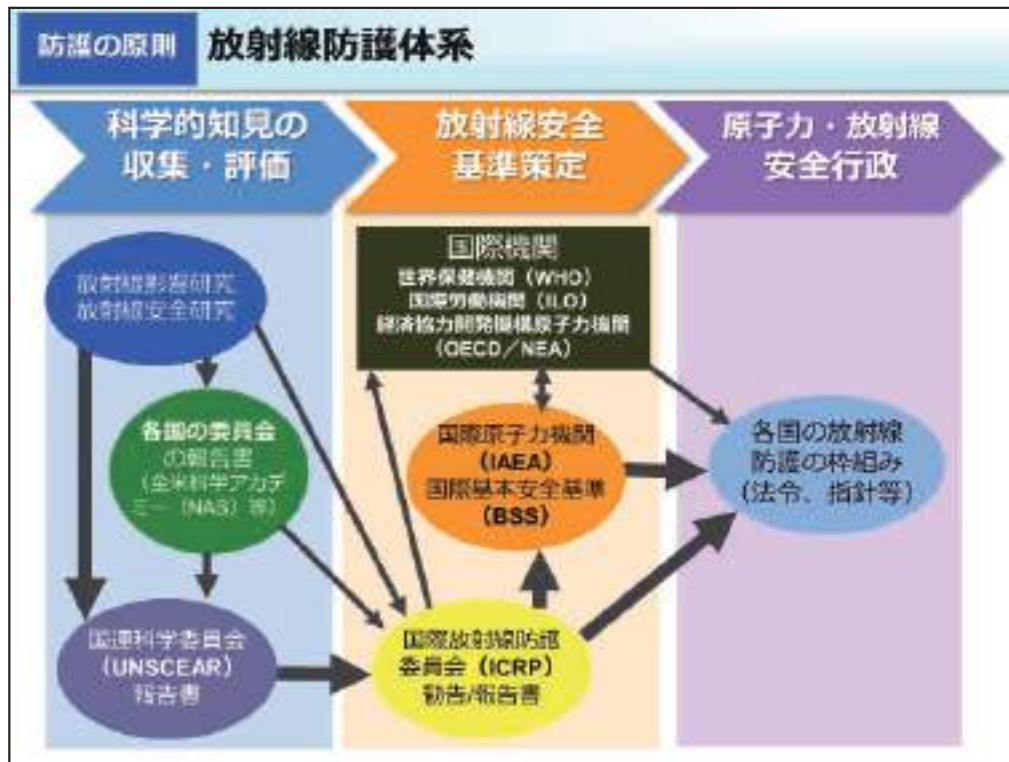 防護の原則
放射線防護体系
科学的知見の
収集・評価
放射線安全
基準策定
原子力・放射線
安全行政
放射線影響研究
放射線安全研究
各国の委員会
の報告書
(全米科学アカデ
ミー(NAS)等)
国連科学委員会
(UNSCEAR)
報告書
国際機関
世界保健機関(WHO)
国際労働機関(ILO)
経済協力開発機構原子力機関
(OECD/NEA)
国際原子力機関
(IAEA)
国際基本安全基準
(BSS)
国際放射線防護
委員会(ICRP)
勧告/報告書
各国の放射線
防護の枠組み
(法令、指針等)